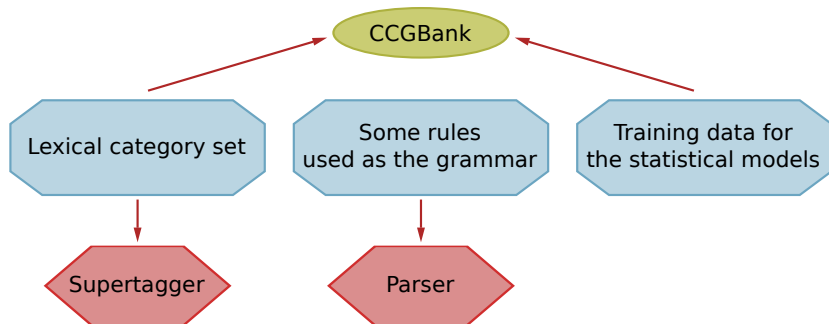 CCGBank
Lexical category set
Some rules
used as the grammar
Training data for
the statistical models
Supertagger
Parser